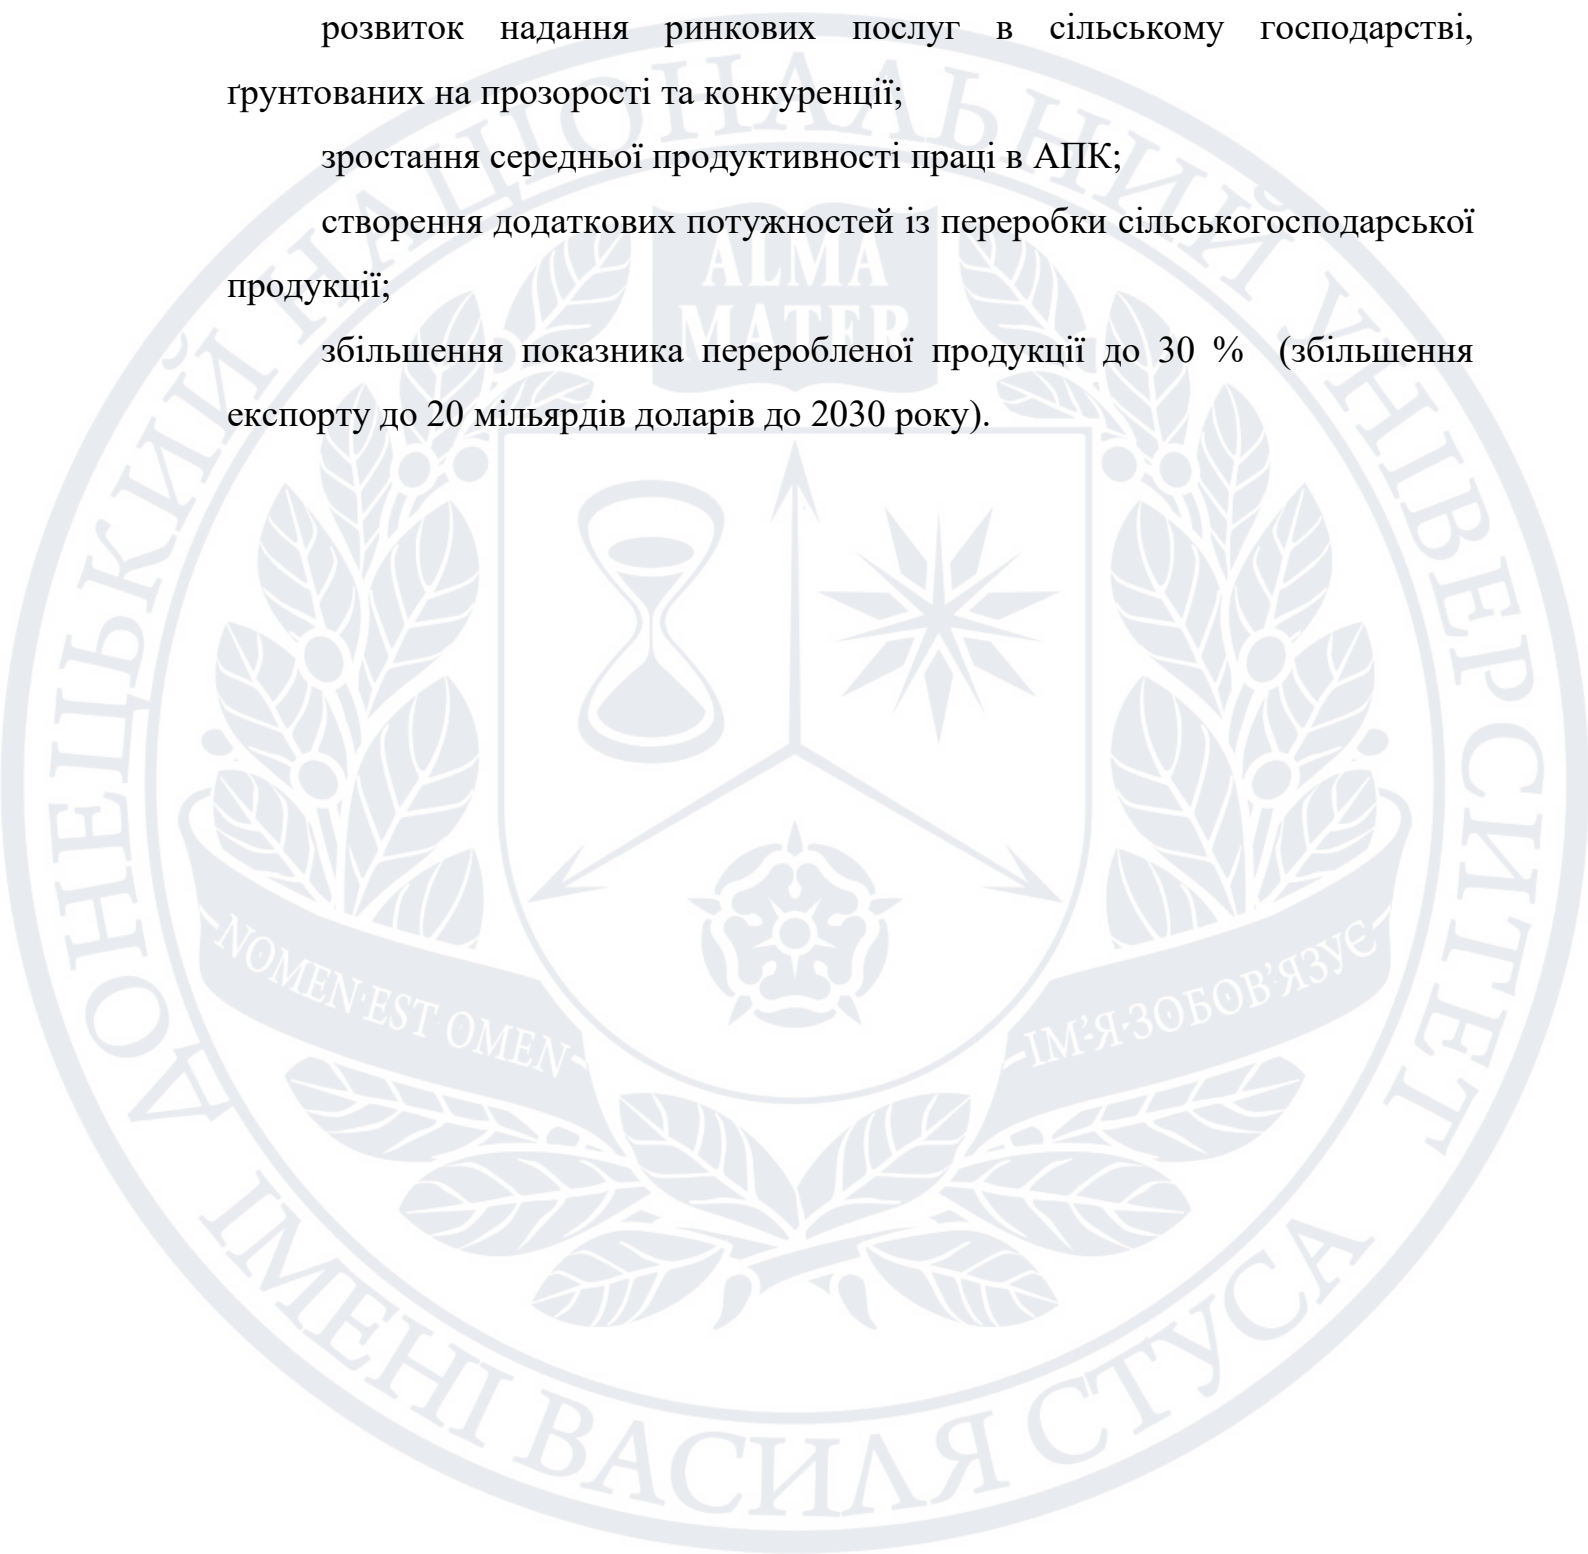 розвиток надання ринкових послуг в сільському господарстві,
ґрунтованих на прозорості та конкуренції;
зростання середньої продуктивності праці в АПК;
створення додаткових потужностей із переробки сільськогосподарської
продукції;
збільшення показника переробленої продукції до 30 % (збільшення
експорту до 20 мільярдів доларів до 2030 року).
ДОНЕЦЬКИЙ НАЦІОНАЛЬНИЙ УНІВЕРСИТЕТ
ALMA
MATER
NOMEN·EST OMEN
ІМ'Я·ЗОБОВ'ЯЗУЄ
ІМЕНІ ВАСИЛЯ СТУСА